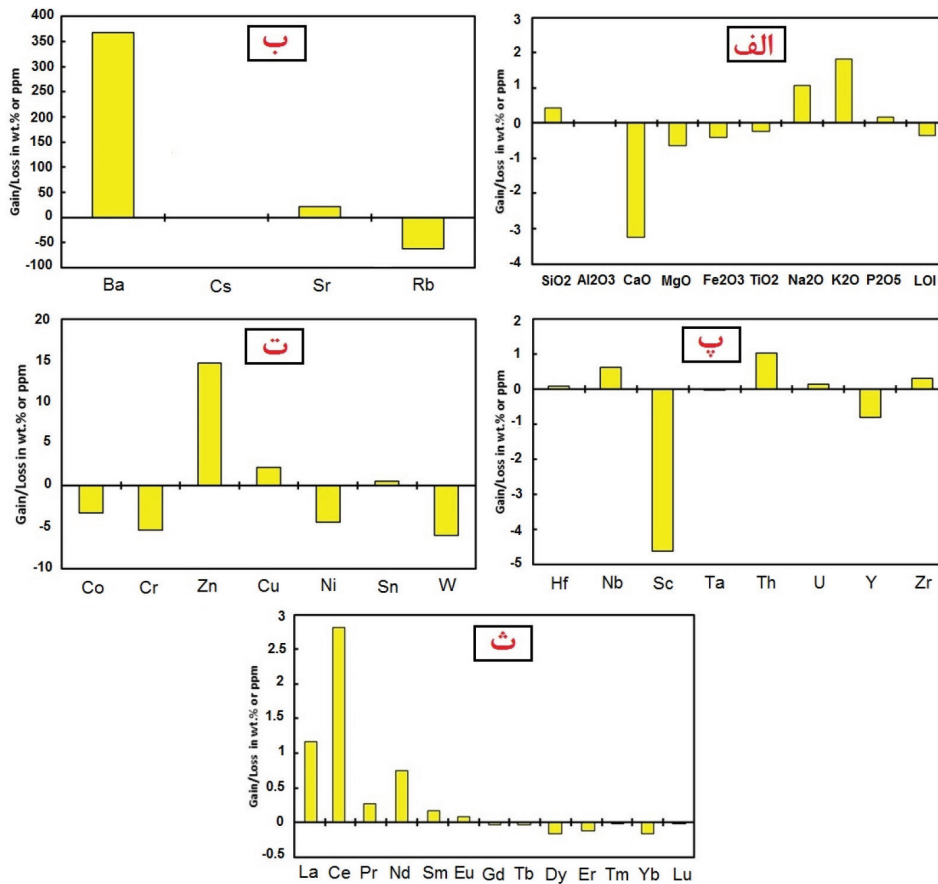 الف
Gain/Loss in wt.% or ppm
3
2
1
0
-1
-2
-3
-4
SiO2 Al2O3 CaO MgO Fe2O3 TiO2 Na2O K2O P2O5 LOI
ب
Gain/Loss in wt.% or ppm
400
350
300
250
200
150
100
50
0
-50
-100
Ba Cs Sr Rb
پ
Gain/Loss in wt.% or ppm
2
1
0
-1
-2
-3
-4
-5
Hf Nb Sc Ta Th U Y Zr
ت
Gain/Loss in wt.% or ppm
20
15
10
5
0
-5
-10
Co Cr Zn Cu Ni Sn W
ث
Gain/Loss in wt.% or ppm
3
2.5
2
1.5
1
0.5
0
-0.5
La Ce Pr Nd Sm Eu Gd Tb Dy Er Tm Yb Lu